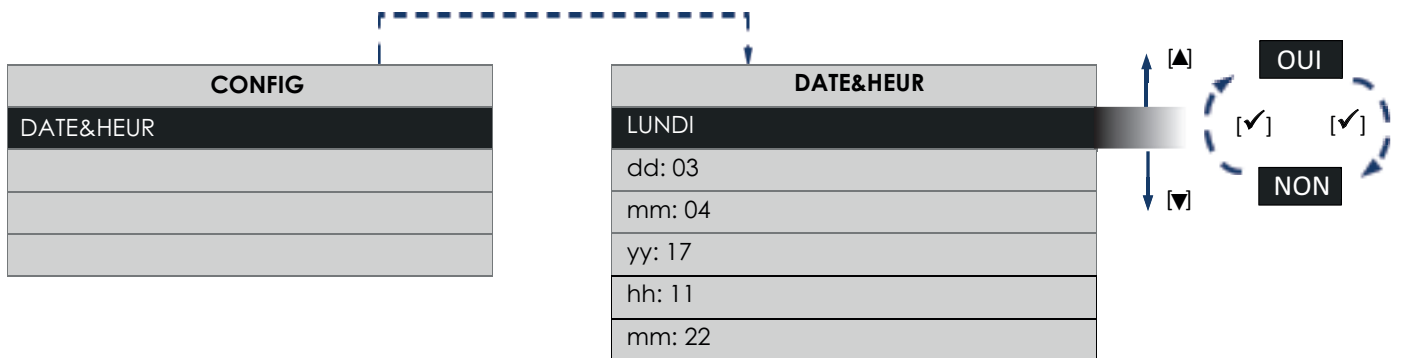 CONFIG
DATE&HEUR
DATE&HEUR
LUNDI
dd: 03
mm: 04
yy: 17
hh: 11
mm: 22
[▲]
[▼]
OUI
[✓] [✓]
NON